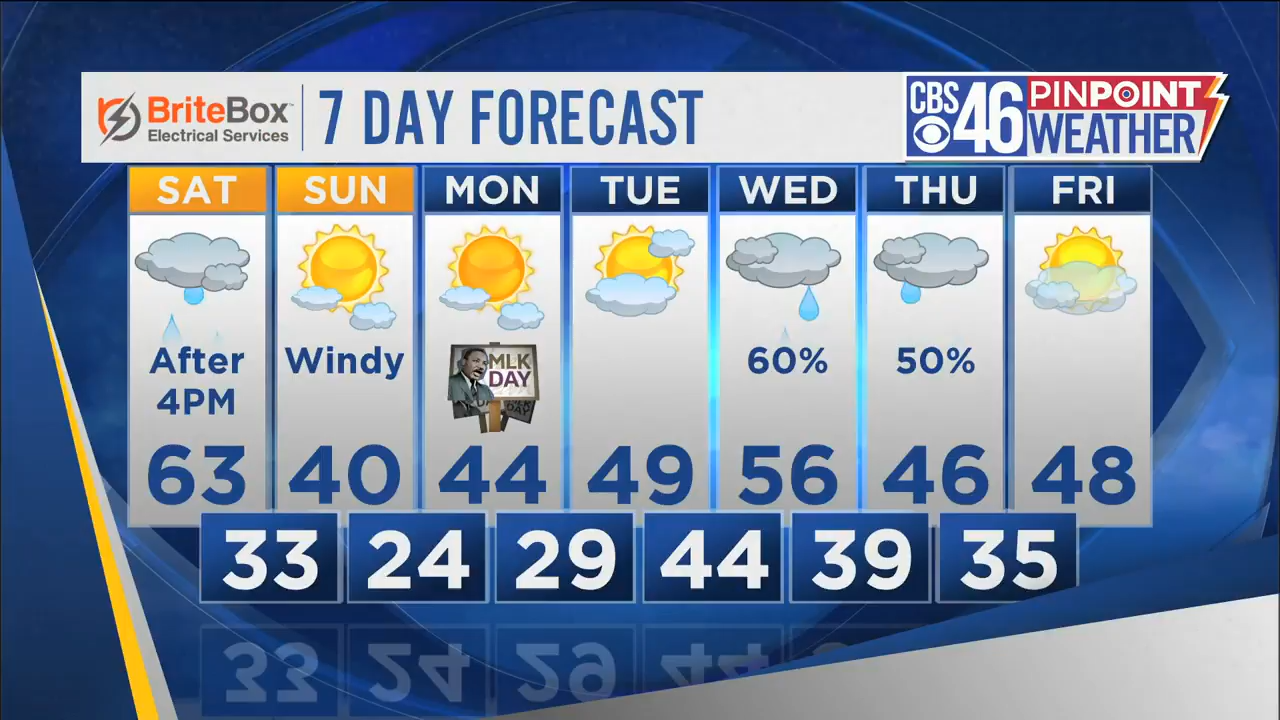 BriteBox™
Electrical Services
7 DAY FORECAST
CBS 46 PINPOINT
WEATHER
SAT SUN MON TUE WED THU FRI
MLK
DAY
After
4PM
Windy
60%
50%
63 40 44 49 56 46 48
33 24 29 44 39 35